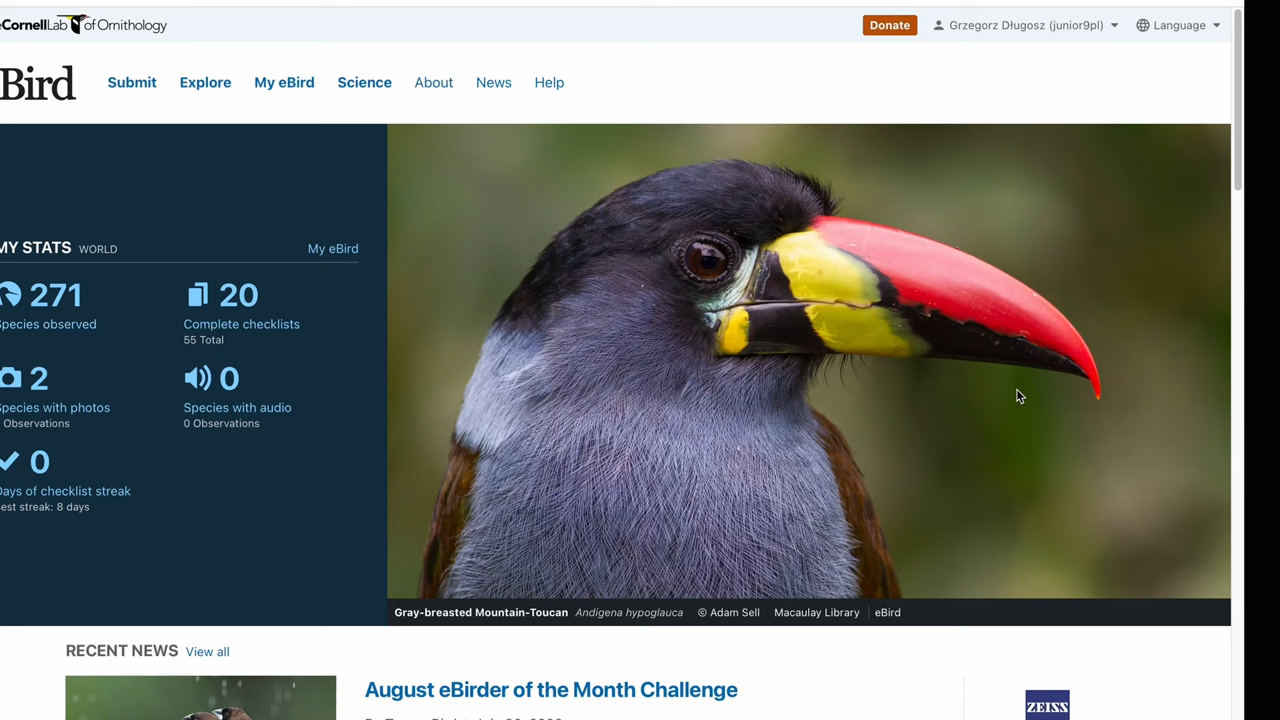 CornellLab of Ornithology
Donate
Grzegorz Długosz (junior9pl)
Language
Bird
Submit
Explore
My eBird
Science
About
News
Help
MY STATS WORLD
My eBird
271
Species observed
20
Complete checklists
55 Total
2
Species with photos
Observations
0
Species with audio
0 Observations
0
Days of checklist streak
est streak: 8 days
Gray-breasted Mountain-Toucan Andigena hypoglauca © Adam Sell Macaulay Library eBird
RECENT NEWS View all
August eBirder of the Month Challenge
ZEISS